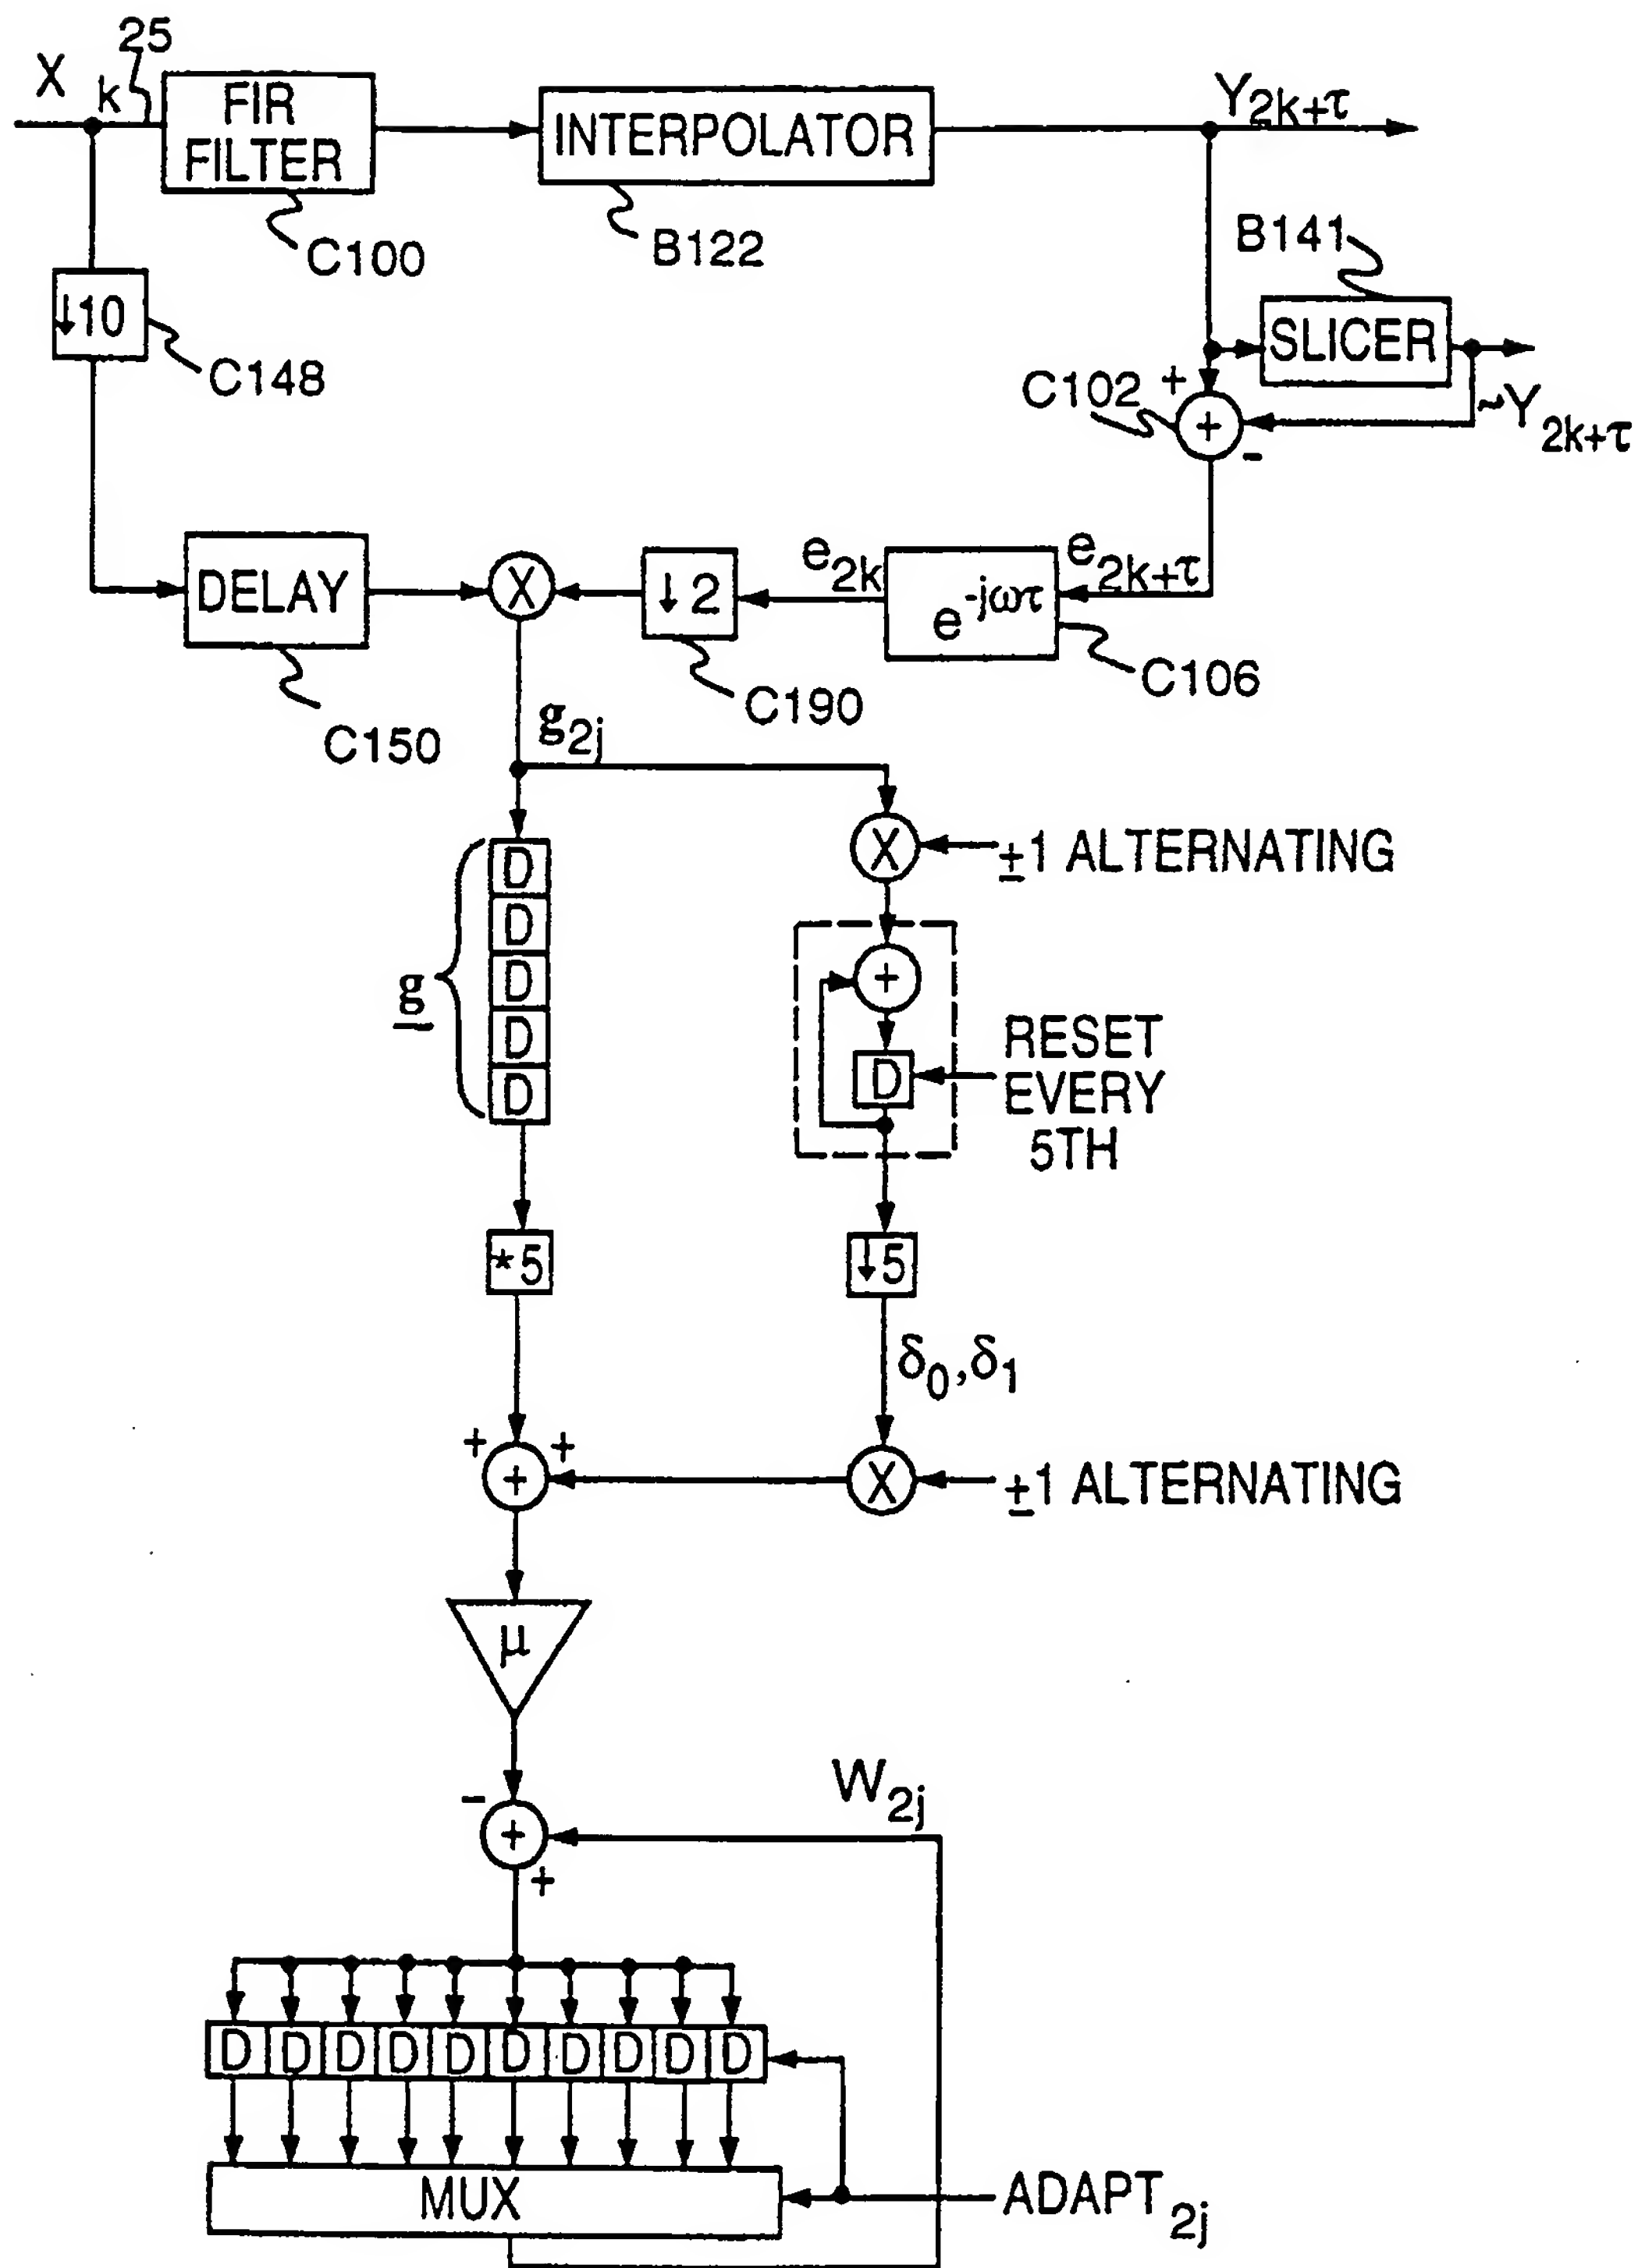 25
X k
FIR
FILTER
INTERPOLATOR
Y2k+τ
C100
B122
B141
↓10
SLICER
C148
C102
+
+
-
~Y2k+τ
DELAY
X
↓2
e2k
e-jωτ
e2k+τ
C106
C190
C150
g2j
X
±1 ALTERNATING
D
D
D
D
D
g
+
D
RESET
EVERY
5TH
*5
↓5
δ0,δ1
+ +
+
X
±1 ALTERNATING
μ
W2j
-
+
+
D D D D D D D D D D
MUX
ADAPT2j